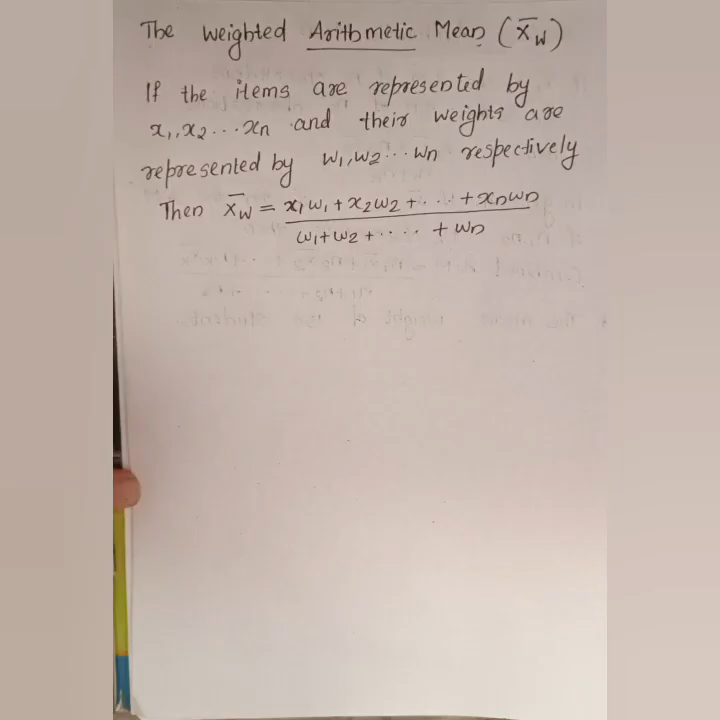 The weighted Arithmetic Mean (x̄w)
If the items are represented by
x1, x2 ... xn and their weights are
represented by w1, w2 ... wn respectively
Then x̄w = x1w1 + x2w2 + .... + xnwn
w1 + w2 + ..... + wn